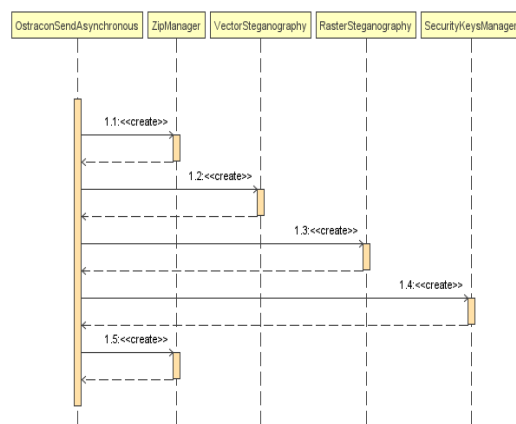 OstraconSendAsynchronous ZipManager VectorSteganography RasterSteganography SecurityKeysManager
1.1:<<create>>
1.2:<<create>>
1.3:<<create>>
1.4:<<create>>
1.5:<<create>>